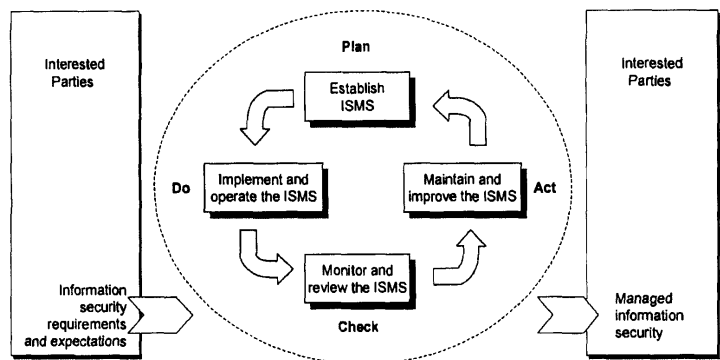 Interested
Parties
Information
security
requirements
and expectations
Plan
Establish
ISMS
Do
Implement and
operate the ISMS
Maintain and
improve the ISMS
Act
Monitor and
review the ISMS
Check
Interested
Parties
Managed
information
security